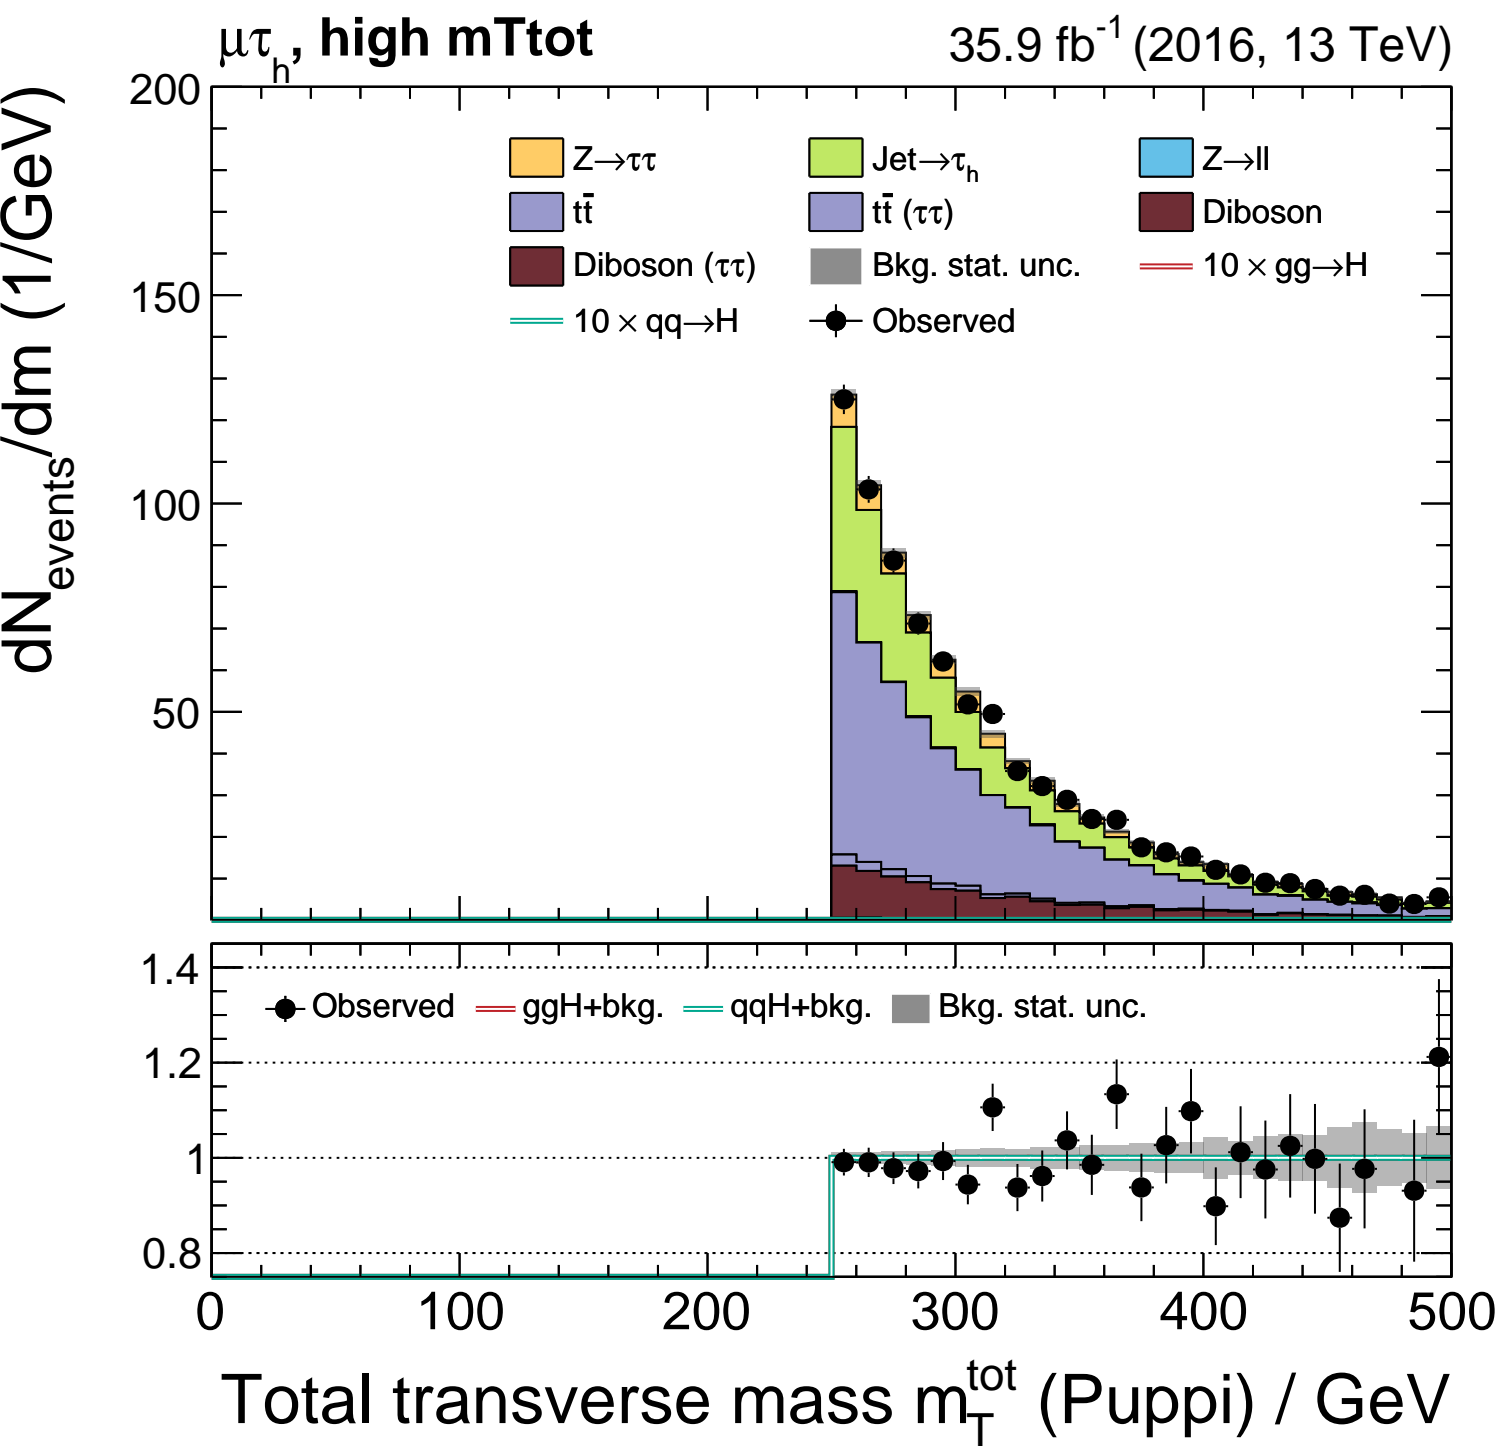 μτh, high mTtot 35.9 fb-1 (2016, 13 TeV)
dNevents/dm (1/GeV)
200
150
100
50
Z→ττ Jet→τh Z→ll
tt̄ tt̄ (ττ) Diboson
Diboson (ττ) Bkg. stat. unc. 10 × gg→H
10 × qq→H Observed
1.4
1.2
1
0.8
Observed ggH+bkg. qqH+bkg. Bkg. stat. unc.
0 100 200 300 400 500
Total transverse mass mTtot (Puppi) / GeV